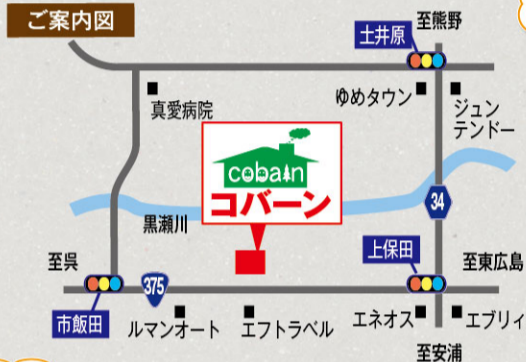 ご案内図
至熊野
土井原
真愛病院
ゆめタウン
ジュン
テンドー
cobain
コバーン
34
黒瀬川
上保田
至呉
375
至東広島
市飯田
ルマンオート
エフトラベル
エネオス
エブリィ
至安浦